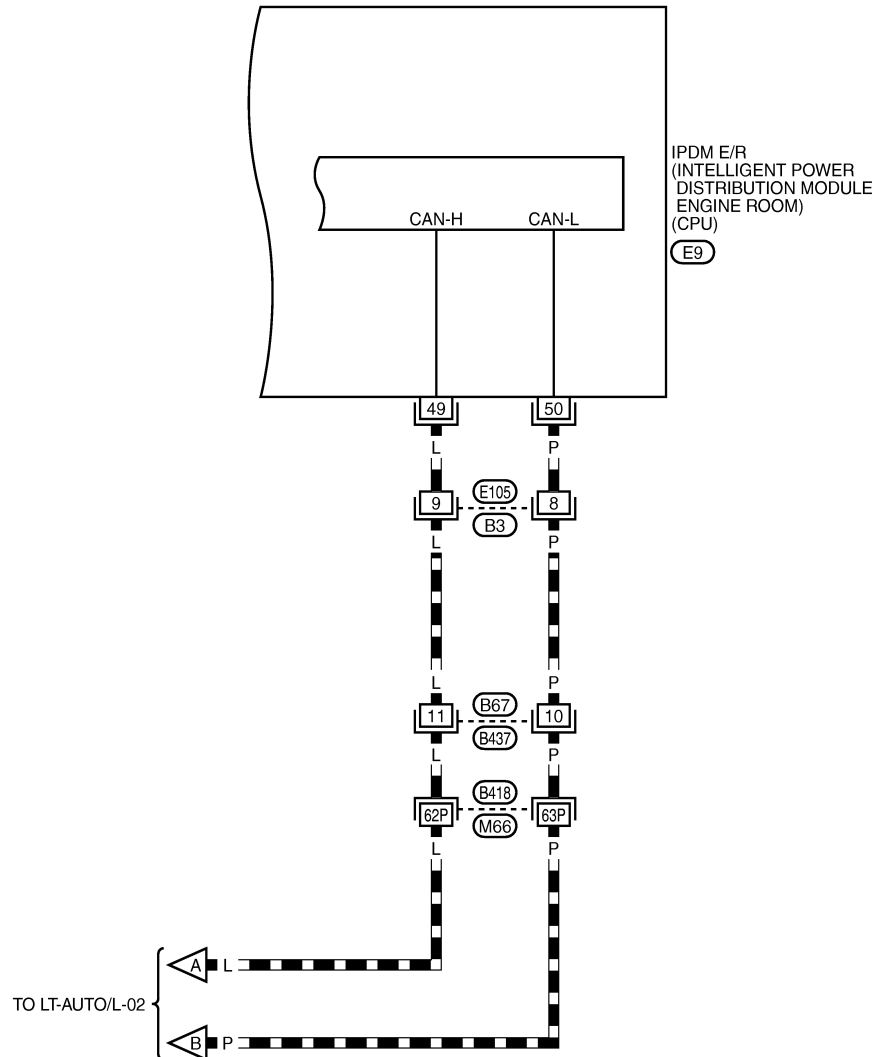 IPDM E/R
(INTELLIGENT POWER
DISTRIBUTION MODULE
ENGINE ROOM)
(CPU)
E9
CAN-H CAN-L
49 50
L P
9 E105 8
B3
L P
L P
11 B67 10
B437
L P
B418
62P 63P
M66
L P
A L
TO LT-AUTO/L-02
B P